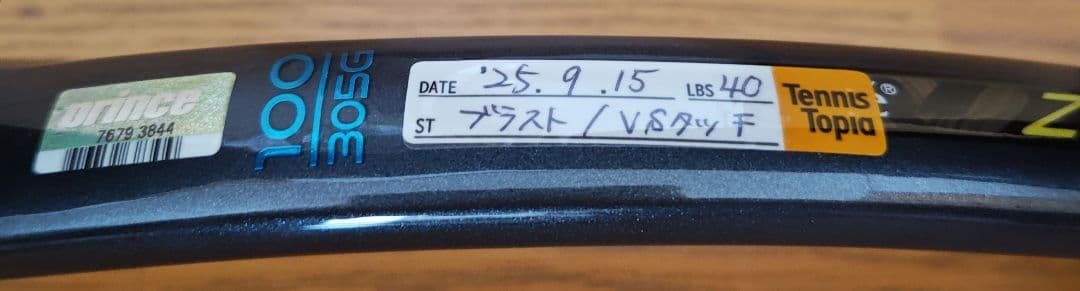 prince
7679 3844
100
305G
DATE '25.9.15 LBS 40
ST ブラスト / VSタッチ
Tennis
Topia
®
Z